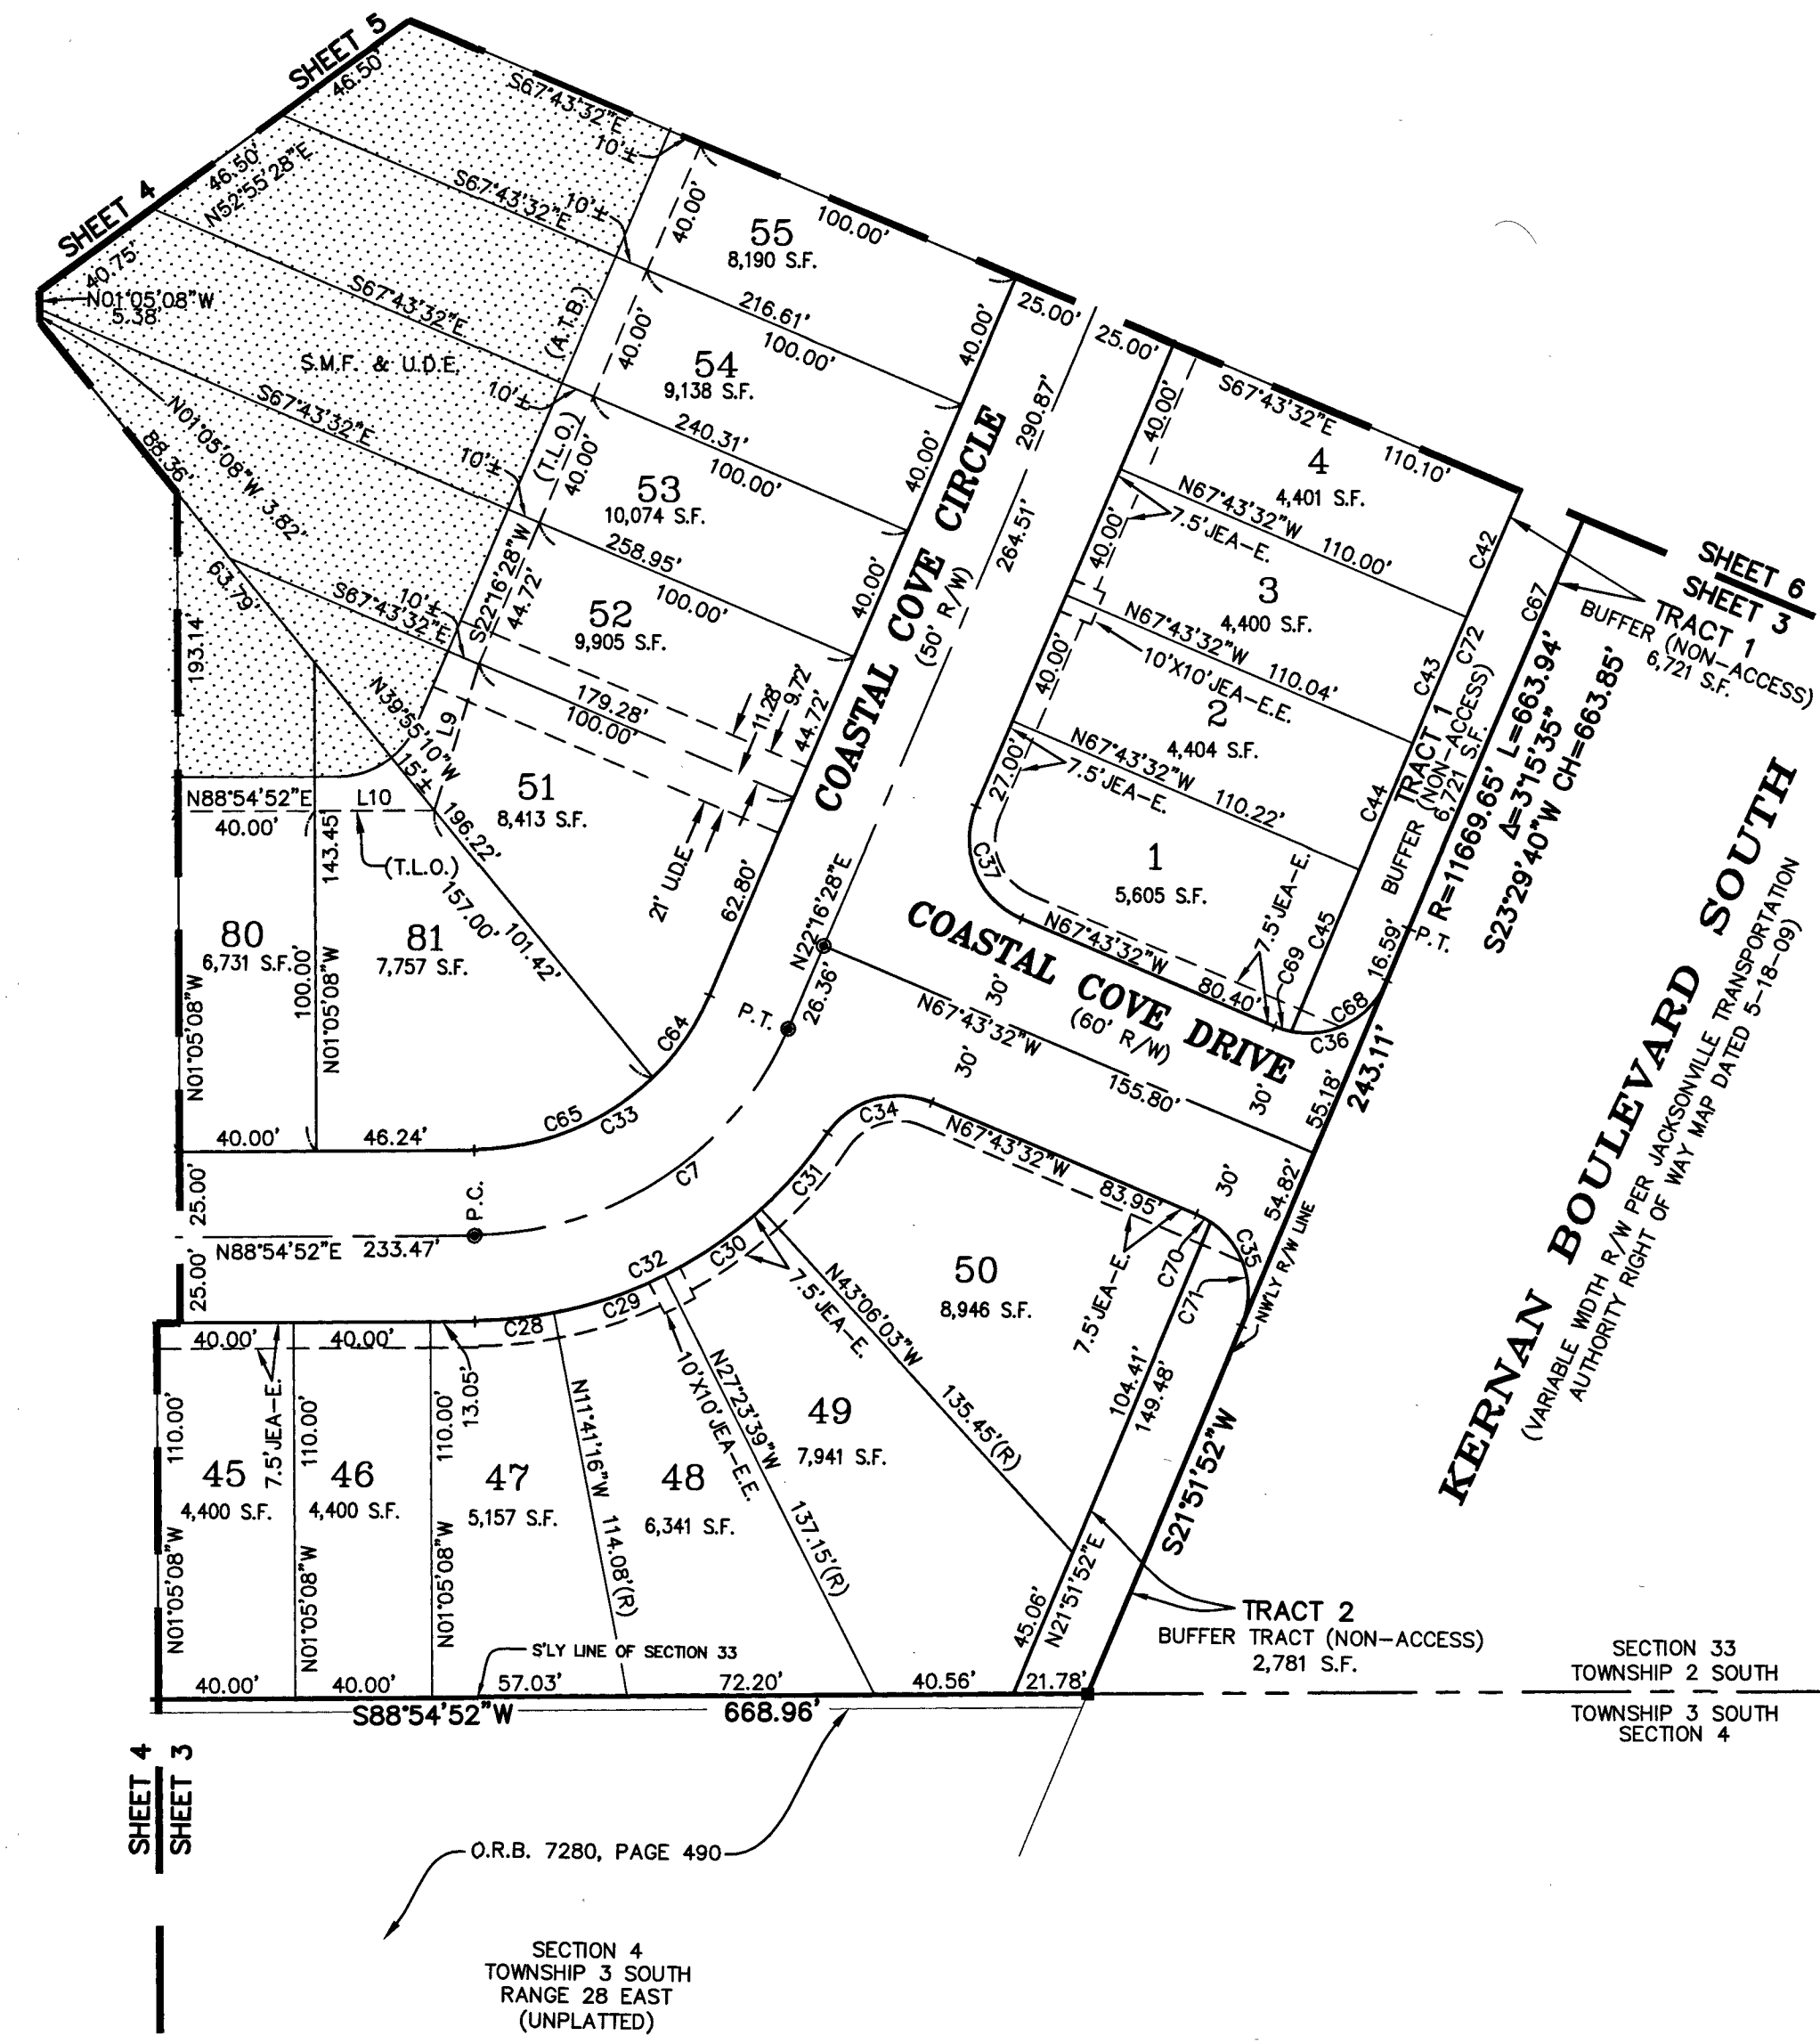 SHEET 5
46.50'
S67°43'32"E
10'±
SHEET 4
46.50'
N52°55'28"E
S67°43'32"E
10'±
40.00'
55
8,190 S.F.
100.00'
40.75'
N01°05'08"W
5.38'
S67°43'32"E
(A.T.B.)
40.00'
216.61'
100.00'
40.00'
25.00'
25.00'
S.M.F. & U.D.E.
10'±
54
9,138 S.F.
S67°43'32"E
(T.L.O.)
40.00'
240.31'
100.00'
40.00'
290.87'
264.51'
40.00'
S67°43'32"E
110.10'
4
4,401 S.F.
88.36'
N01°05'08"W 3.82'
10'±
53
10,074 S.F.
S22°16'28"W
44.72'
258.95'
100.00'
40.00'
COASTAL COVE CIRCLE
(50' R/W)
40.00'
7.5'JEA-E.
N67°43'32"W 110.00'
C42
C67
SHEET 6
SHEET 3
TRACT 1
BUFFER (NON-ACCESS)
6,721 S.F.
63.79'
193.14'
S67°43'32"E
10'±
52
9,905 S.F.
3
4,400 S.F.
N67°43'32"W 110.04'
10'X10'JEA-E.E.
40.00'
C43
C72
N39°55'10"W
15'±
L9
179.28'
100.00'
11.28'
9.72'
44.72'
2
4,404 S.F.
N67°43'32"W 110.22'
7.5'JEA-E.
27.00'
C44
TRACT 1
BUFFER (NON-ACCESS)
6,721 S.F.
R=11669.65' L=663.94'
Δ=3°15'35"
S23°29'40"W CH=663.85'
N88°54'52"E
40.00'
L10
(T.L.O.)
143.45'
196.22'
51
8,413 S.F.
21' U.D.E.
62.80'
C37
1
5,605 S.F.
7.5'JEA-E.
C45
C69
16.59'
P.T.
80
6,731 S.F.
81
7,757 S.F.
157.00'
101.42'
100.00'
N01°05'08"W
N01°05'08"W
N22°16'28"E
26.36'
P.T.
COASTAL COVE DRIVE
(60' R/W)
N67°43'32"W
80.40'
C68
C36
30'
N67°43'32"W
155.80'
30'
30'
55.18'
243.11'
KERNAN BOULEVARD SOUTH
(VARIABLE WIDTH R/W PER JACKSONVILLE TRANSPORTATION
AUTHORITY RIGHT OF WAY MAP DATED 5-18-09)
C64
C65
C33
40.00'
46.24'
25.00'
P.C.
C7
C34
N67°43'32"W
83.95'
30'
54.82'
NWLY R/W LINE
N88°54'52"E 233.47'
25.00'
C31
C30
C32
C29
C28
7.5'JEA-E.
50
8,946 S.F.
7.5'JEA-E.
C70
C35
C71
40.00'
40.00'
13.05'
10'X10'JEA-E.E.
N43°06'03"W
135.45'(R)
104.41'
149.48'
S21°51'52"W
110.00'
7.5'JEA-E.
110.00'
110.00'
N11°41'16"W
114.08'(R)
N27°23'39"W
137.15'(R)
45
4,400 S.F.
46
4,400 S.F.
47
5,157 S.F.
48
6,341 S.F.
49
7,941 S.F.
N01°05'08"W
N01°05'08"W
N01°05'08"W
45.06'
N21°51'52"E
TRACT 2
BUFFER TRACT (NON-ACCESS)
2,781 S.F.
S'LY LINE OF SECTION 33
40.00'
40.00'
57.03'
72.20'
40.56'
21.78'
S88°54'52"W
668.96'
SECTION 33
TOWNSHIP 2 SOUTH
TOWNSHIP 3 SOUTH
SECTION 4
SHEET 4
SHEET 3
O.R.B. 7280, PAGE 490
SECTION 4
TOWNSHIP 3 SOUTH
RANGE 28 EAST
(UNPLATTED)